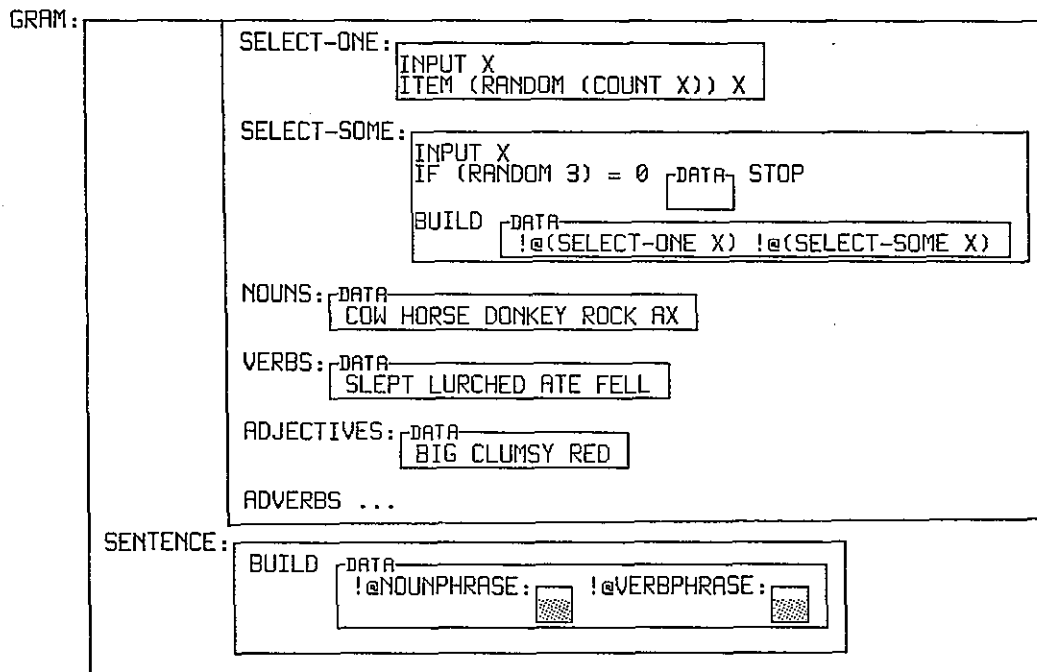 GRAM:
SELECT-ONE:
INPUT X
ITEM (RANDOM (COUNT X)) X
SELECT-SOME:
INPUT X
IF (RANDOM 3) = 0 DATA STOP
BUILD DATA
!@(SELECT-ONE X) !@(SELECT-SOME X)
NOUNS: DATA
COW HORSE DONKEY ROCK AX
VERBS: DATA
SLEPT LURCHED ATE FELL
ADJECTIVES: DATA
BIG CLUMSY RED
ADVERBS ...
SENTENCE:
BUILD DATA
!@NOUNPHRASE: !@VERBPHRASE: